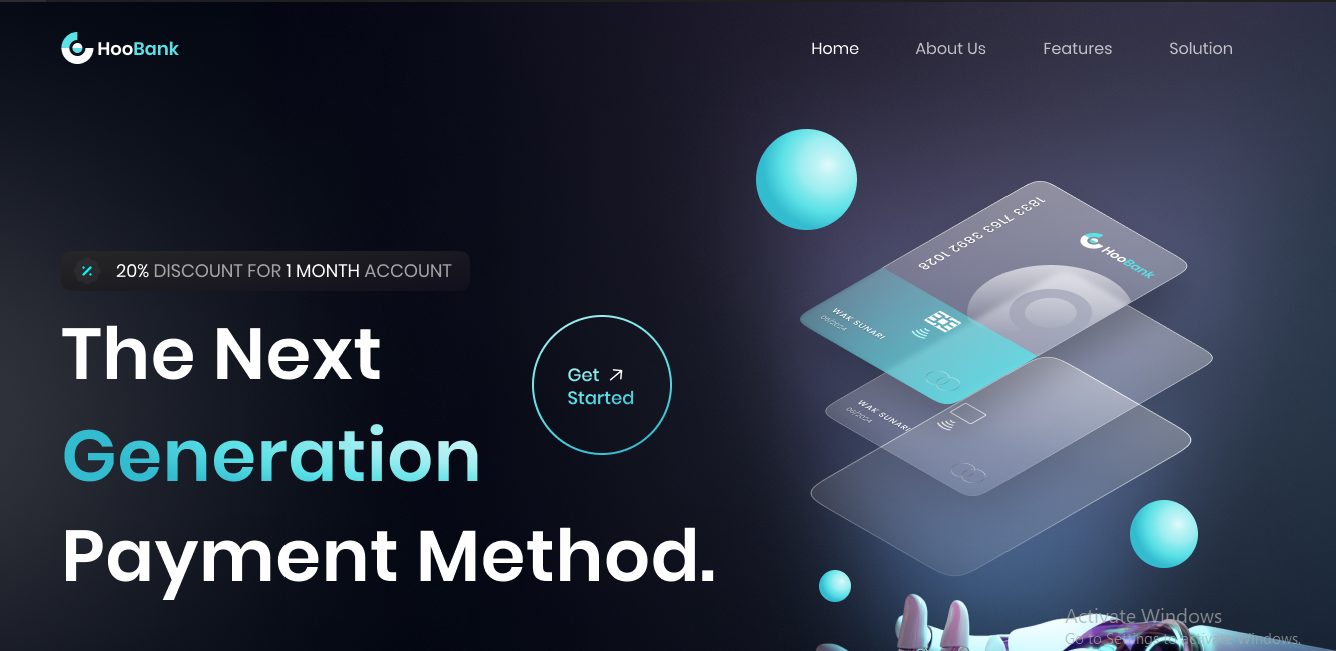 HooBank
Home
About Us
Features
Solution
20% DISCOUNT FOR 1 MONTH ACCOUNT
The Next
Generation
Payment Method.
Get
Started
1833 7163 3892 1028
HooBank
WAK SUNARI
06/2024
WAK SUNARI
06/2024
Activate Windows
Go to Settings to activate Windows.